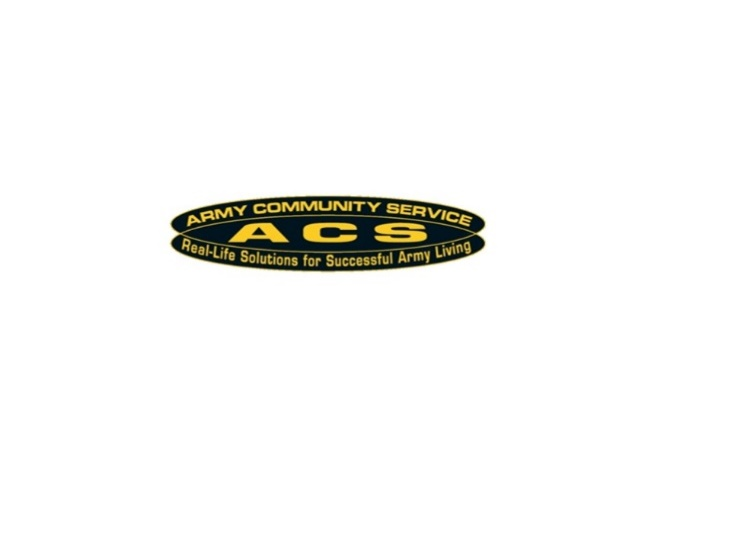 ARMY COMMUNITY SERVICE
ACS
Real-Life Solutions for Successful Army Living